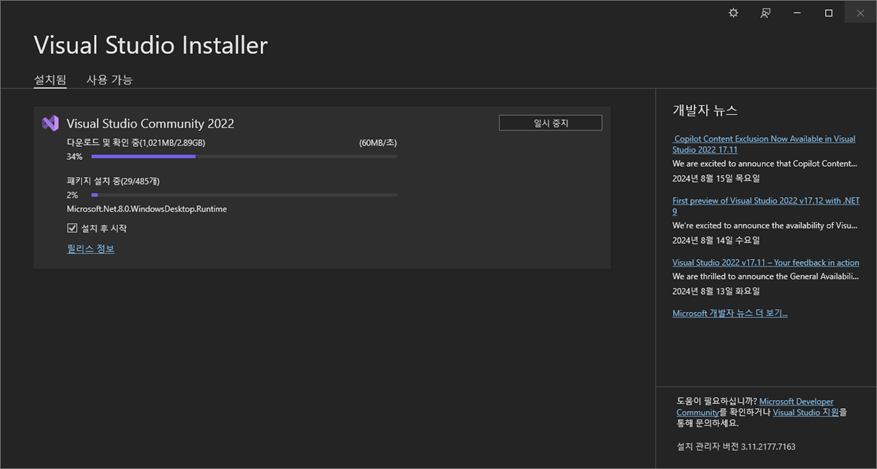 Visual Studio Installer
설치됨 사용 가능
Visual Studio Community 2022
일시 중지
다운로드 및 확인 중(1,021MB/2.89GB) (60MB/초)
34%
패키지 설치 중(29/485개)
2%
Microsoft.Net.8.0.WindowsDesktop.Runtime
설치 후 시작
릴리스 정보
개발자 뉴스
Copilot Content Exclusion Now Available in Visual
Studio 2022 17.11
We are excited to announce that Copilot Content...
2024년 8월 15일 목요일
First preview of Visual Studio 2022 v17.12 with .NET
9
We're excited to announce the availability of Visu...
2024년 8월 14일 수요일
Visual Studio 2022 v17.11 – Your feedback in action
We are thrilled to announce the General Availabili...
2024년 8월 13일 화요일
Microsoft 개발자 뉴스 더 보기...
도움이 필요하십니까? Microsoft Developer
Community를 확인하거나 Visual Studio 지원을
통해 문의하세요.
설치 관리자 버전 3.11.2177.7163